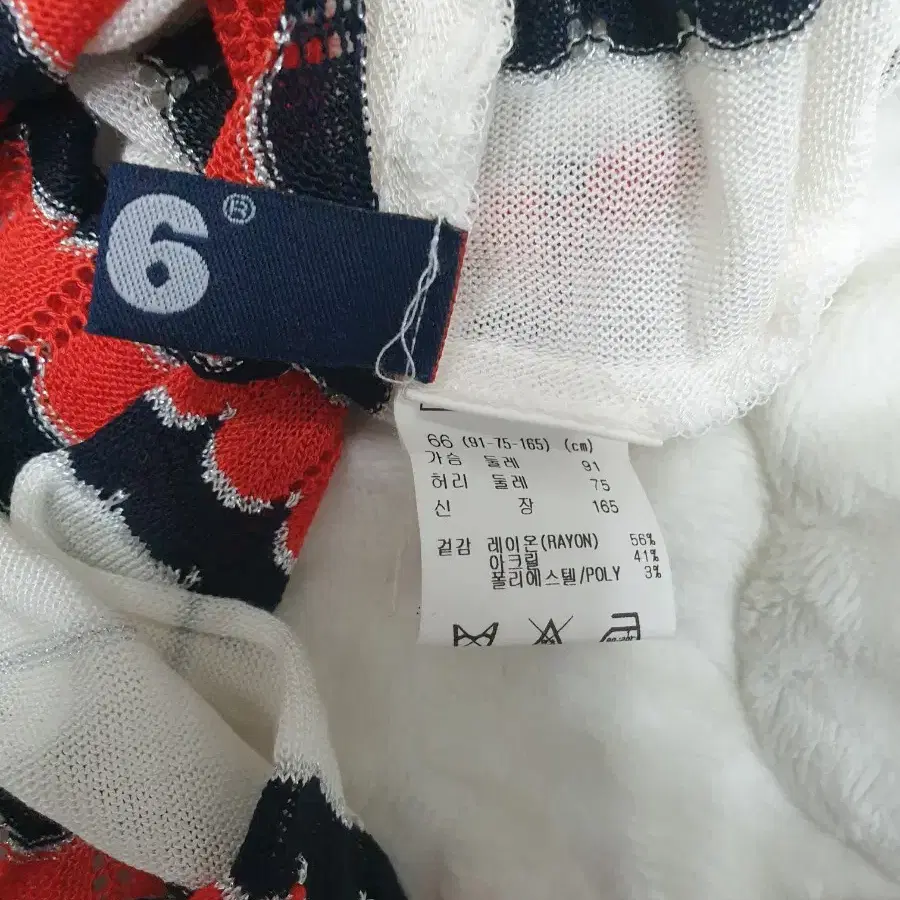 6®
66 (91-75-165) (cm)
가슴 둘레 91
허리 둘레 75
신 장 165
겉감 레이온(RAYON) 56%
아크릴 41%
폴리에스텔/POLY 3%